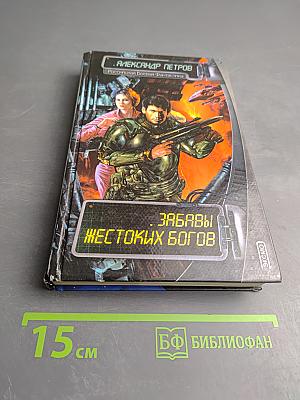 АЛЕКСАНДР ПЕТРОВ
Российская Боевая Фантастика
ЗАБАВЫ
ЖЕСТОКИХ БОГОВ
15 см
БФ БИБЛИОФАН